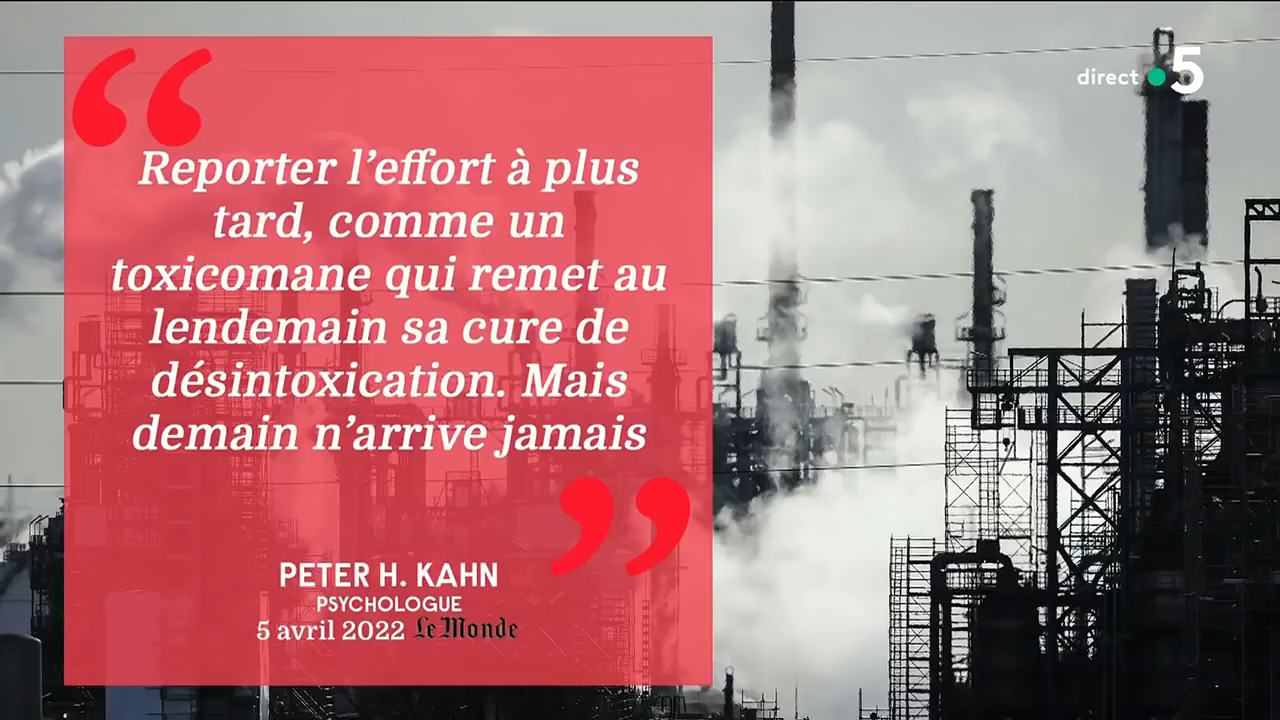 direct 5
Reporter l’effort à plus
tard, comme un
toxicomane qui remet au
lendemain sa cure de
désintoxication. Mais
demain n’arrive jamais
PETER H. KAHN
PSYCHOLOGUE
5 avril 2022 Le Monde